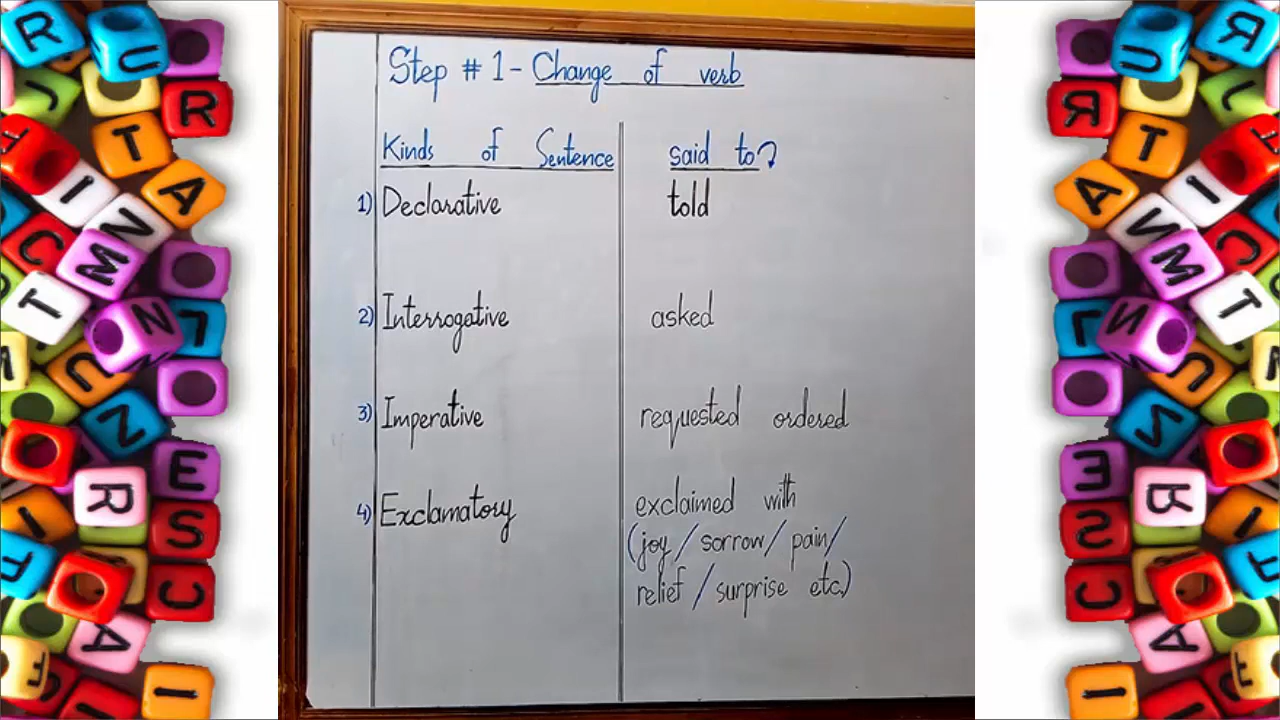 Step # 1 - Change of verb
Kinds of Sentence said to
1) Declarative told
2) Interrogative asked
3) Imperative requested ordered
4) Exclamatory exclaimed with
(joy / sorrow / pain /
relief / surprise etc)